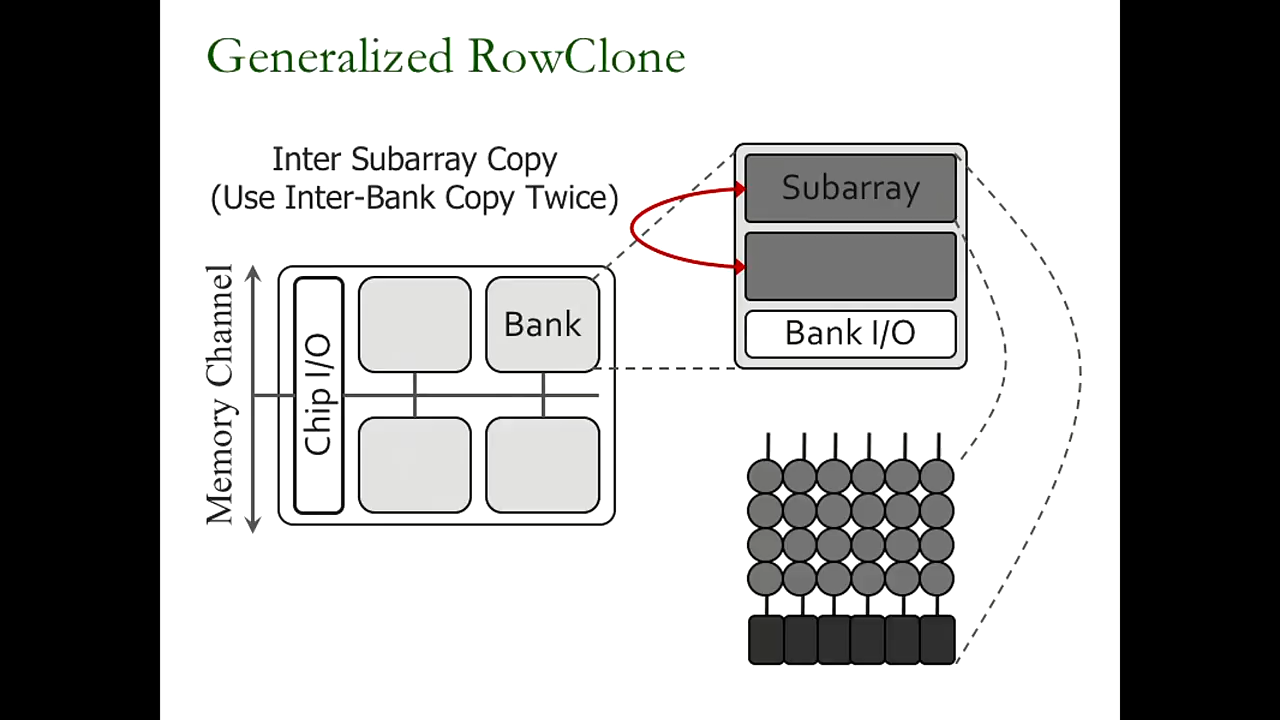 Generalized RowClone
Inter Subarray Copy
(Use Inter-Bank Copy Twice)
Subarray
Bank I/O
Memory Channel
Chip I/O
Bank